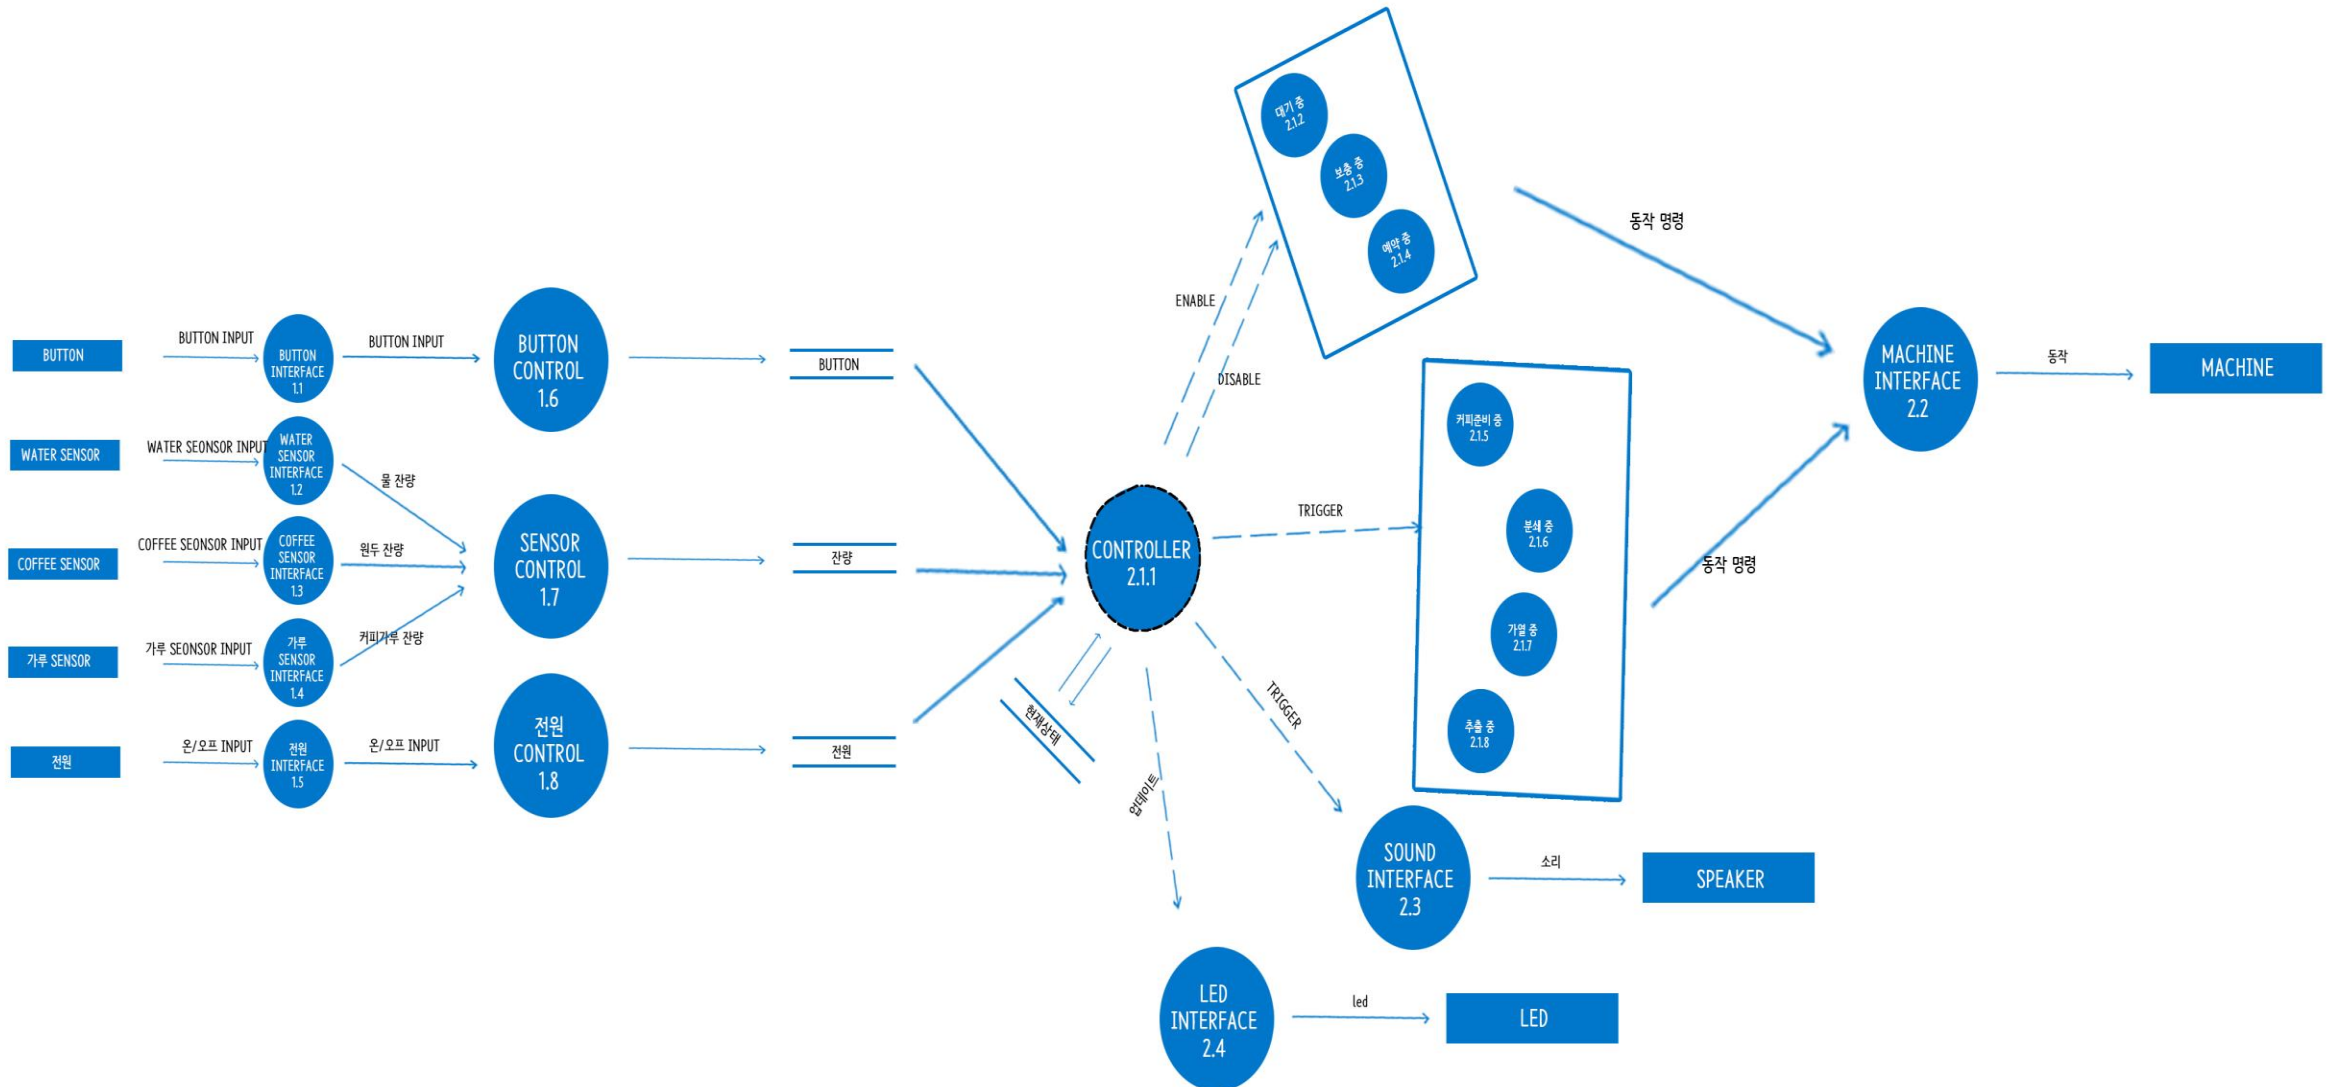 BUTTON
BUTTON INPUT
BUTTON
INTERFACE
1.1
BUTTON INPUT
BUTTON
CONTROL
1.6
BUTTON
WATER SENSOR
WATER SEONSOR INPUT
WATER
SENSOR
INTERFACE
1.2
물 잔량
COFFEE SENSOR
COFFEE SEONSOR INPUT
COFFEE
SENSOR
INTERFACE
1.3
원두 잔량
SENSOR
CONTROL
1.7
잔량
가루 SENSOR
가루 SEONSOR INPUT
가루
SENSOR
INTERFACE
1.4
커피가루 잔량
전원
온/오프 INPUT
전원
INTERFACE
1.5
온/오프 INPUT
전원
CONTROL
1.8
전원
CONTROLLER
2.1.1
현재상태
ENABLE
DISABLE
대기 중
2.1.2
보충 중
2.1.3
예약 중
2.1.4
동작 명령
TRIGGER
커피준비 중
2.1.5
분쇄 중
2.1.6
가열 중
2.1.7
추출 중
2.1.8
동작 명령
MACHINE
INTERFACE
2.2
동작
MACHINE
TRIGGER
SOUND
INTERFACE
2.3
소리
SPEAKER
업데이트
LED
INTERFACE
2.4
led
LED